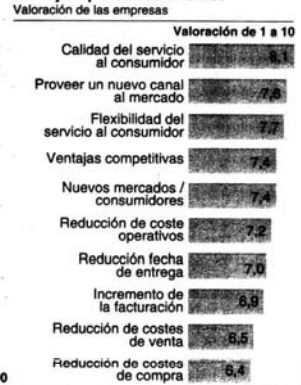 Valoración de las empresas
Valoración de 1 a 10
Calidad del servicio
al consumidor
8,1
Proveer un nuevo canal
al mercado
7,8
Flexibilidad del
servicio al consumidor
7,7
Ventajas competitivas
7,4
Nuevos mercados /
consumidores
7,4
Reducción de coste
operativos
7,2
Reducción fecha
de entrega
7,0
Incremento de
la facturación
6,9
Reducción de costes
de venta
6,5
Reducción de costes
de compra
6,4
0